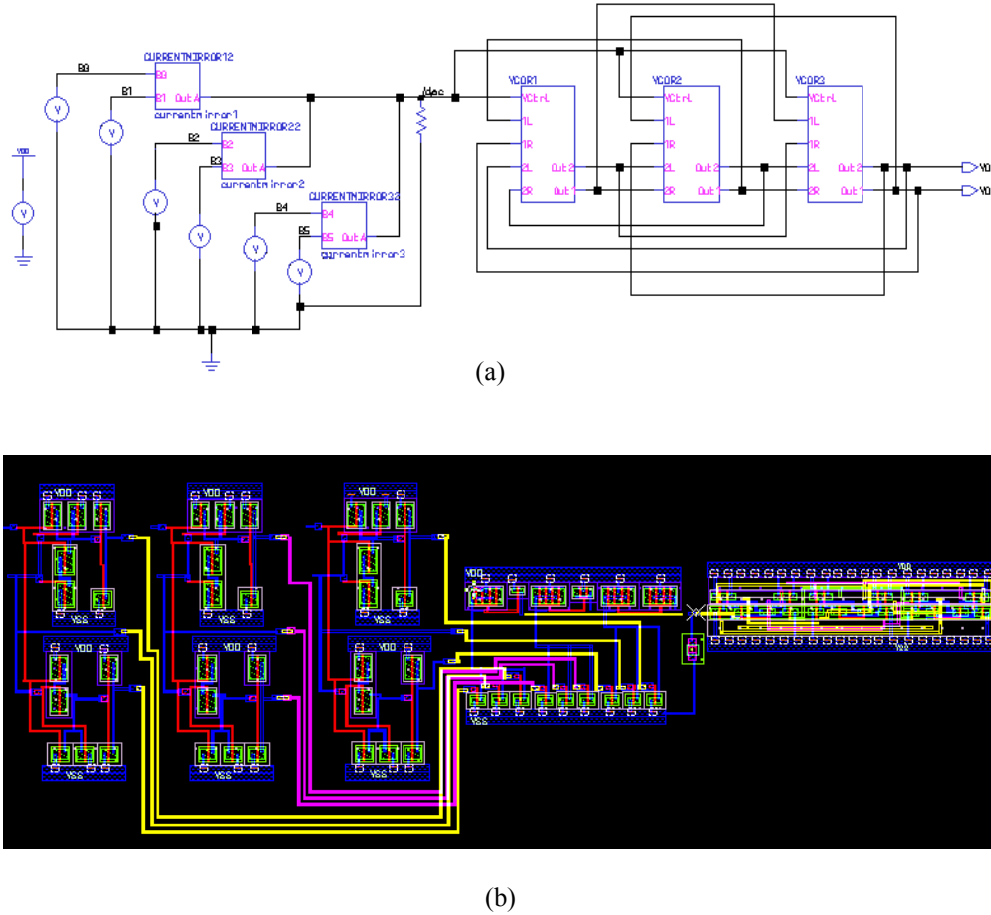 CURRENTMIRROR12
B0
B0
B1
B1 Out A
currentmirror1
CURRENTMIRROR22
B2
B2
B3
B3 Out A
currentmirror2
CURRENTMIRROR32
B4
B4
B5
B5 Out A
currentmirror3
VDD
V
V
V
V
V
V
V
VCOR1
VCtrL
1L
1R
2L Out 2
2R Out 1
VCOR2
VCtrL
1L
1R
2L Out 2
2R Out 1
VCOR3
VCtrL
1L
1R
2L Out 2
2R Out 1
VO
VO
(a)
VDD
VDD
VDD
VSS
VSS
VSS
VDD
VDD
VDD
VSS
VSS
VSS
VDD
VSS
VDD
VSS
(b)